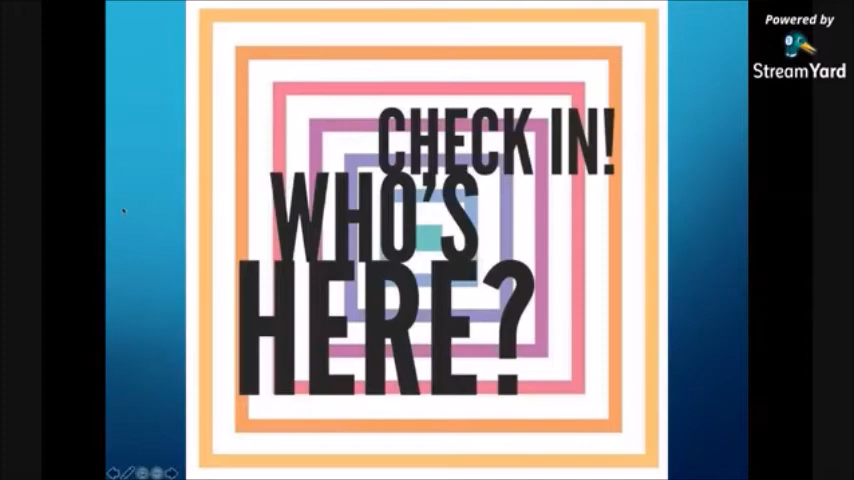 Powered by
StreamYard
CHECK IN!
WHO'S
HERE?